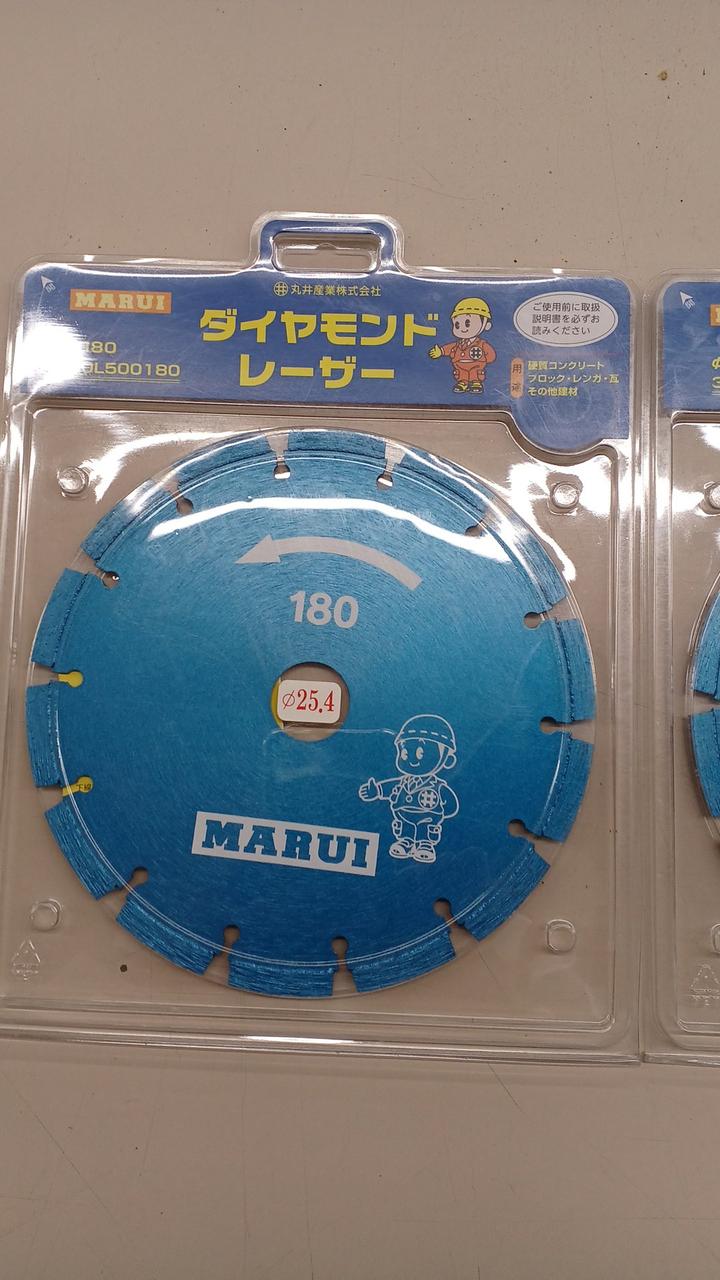 丸井産業株式会社
MARUI
ダイヤモンド
レーザー
ご使用前に取扱
説明書を必ずお
読みください
180
DL500180
用途
硬質コンクリート
ブロック・レンガ・瓦
その他建材
180
φ25.4
MARUI